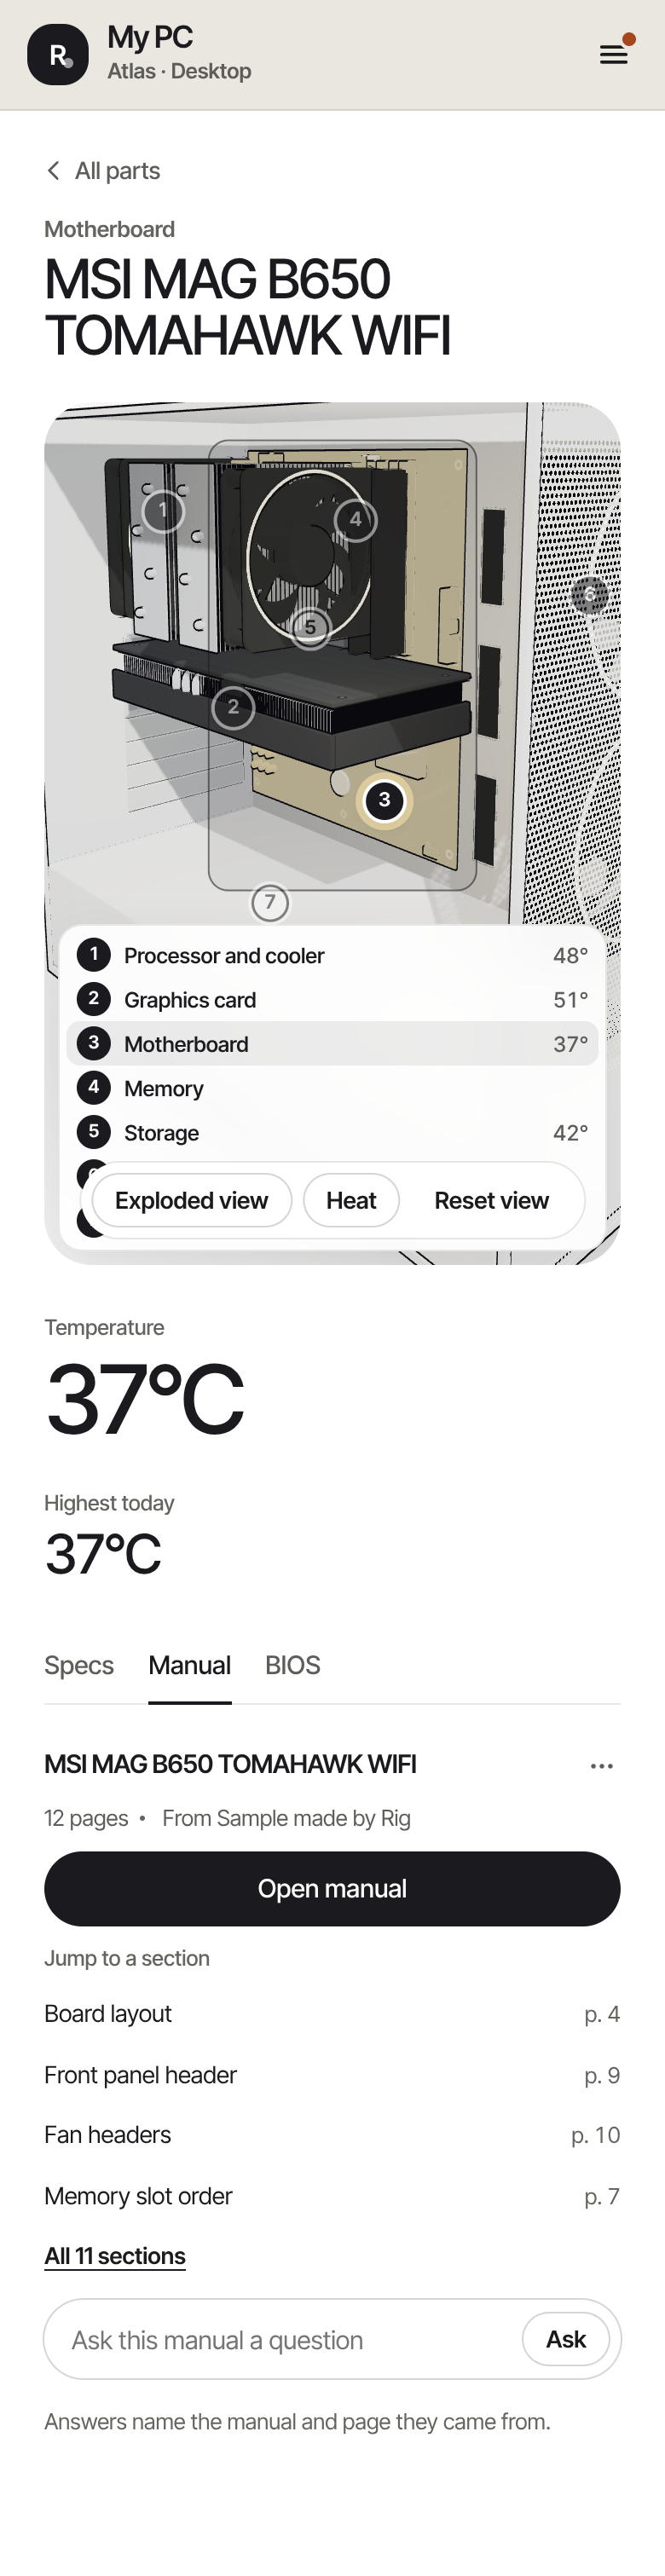 R
My PC
Atlas · Desktop
All parts
Motherboard
MSI MAG B650
TOMAHAWK WIFI
1
4
6
5
2
3
7
1 Processor and cooler 48°
2 Graphics card 51°
3 Motherboard 37°
4 Memory
5 Storage 42°
Exploded view Heat Reset view
Temperature
37°C
Highest today
37°C
Specs Manual BIOS
MSI MAG B650 TOMAHAWK WIFI
12 pages • From Sample made by Rig
Open manual
Jump to a section
Board layout p. 4
Front panel header p. 9
Fan headers p. 10
Memory slot order p. 7
All 11 sections
Ask this manual a question Ask
Answers name the manual and page they came from.